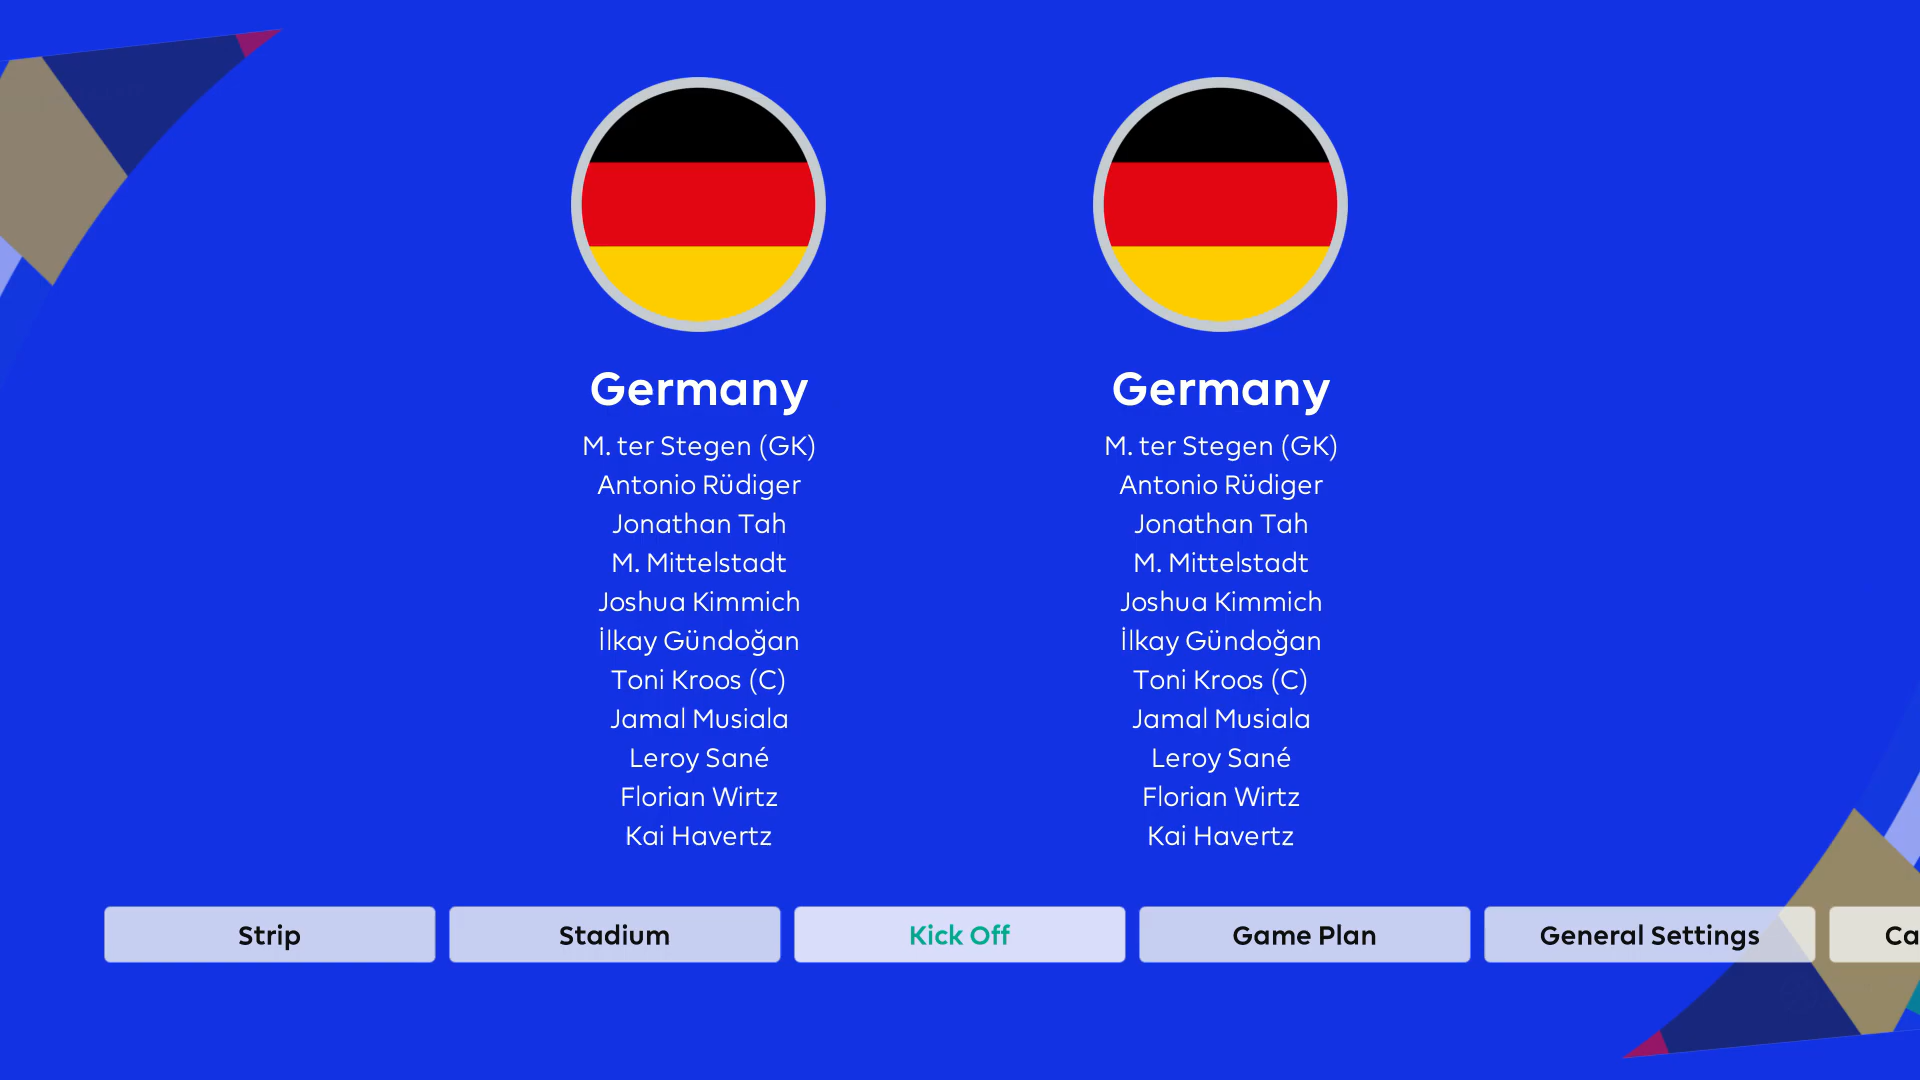 Germany
M. ter Stegen (GK)
Antonio Rüdiger
Jonathan Tah
M. Mittelstadt
Joshua Kimmich
İlkay Gündoğan
Toni Kroos (C)
Jamal Musiala
Leroy Sané
Florian Wirtz
Kai Havertz
Germany
M. ter Stegen (GK)
Antonio Rüdiger
Jonathan Tah
M. Mittelstadt
Joshua Kimmich
İlkay Gündoğan
Toni Kroos (C)
Jamal Musiala
Leroy Sané
Florian Wirtz
Kai Havertz
Strip
Stadium
Kick Off
Game Plan
General Settings
Ca